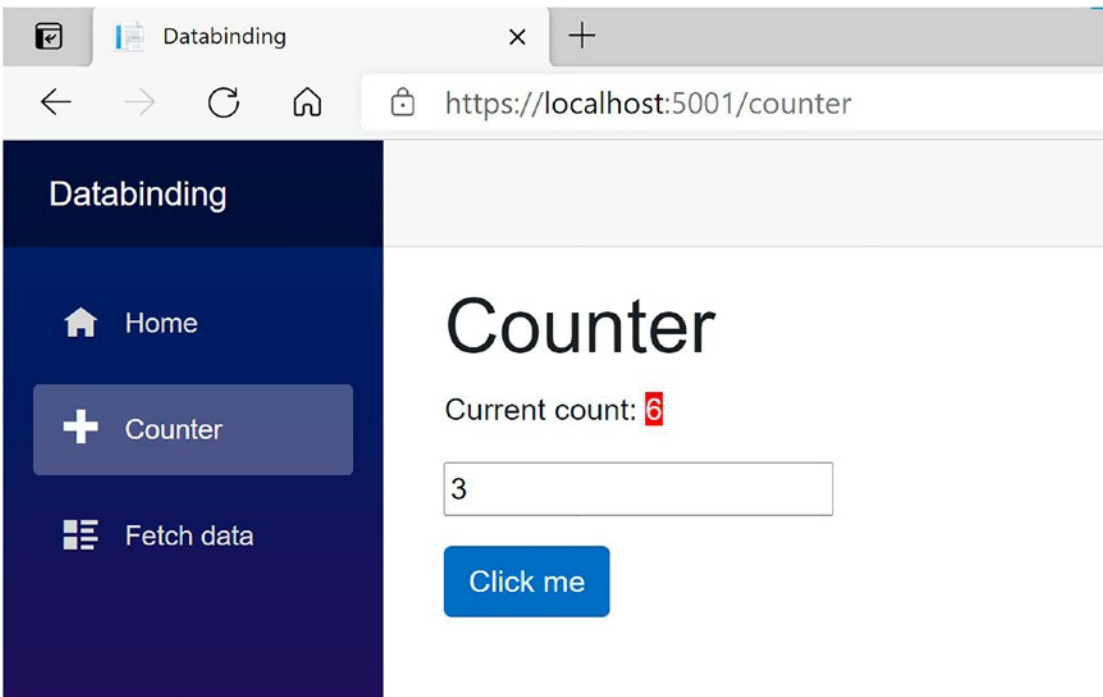 Databinding
https://localhost:5001/counter
Databinding
Home
Counter
Fetch data
Counter
Current count: 6
3
Click me